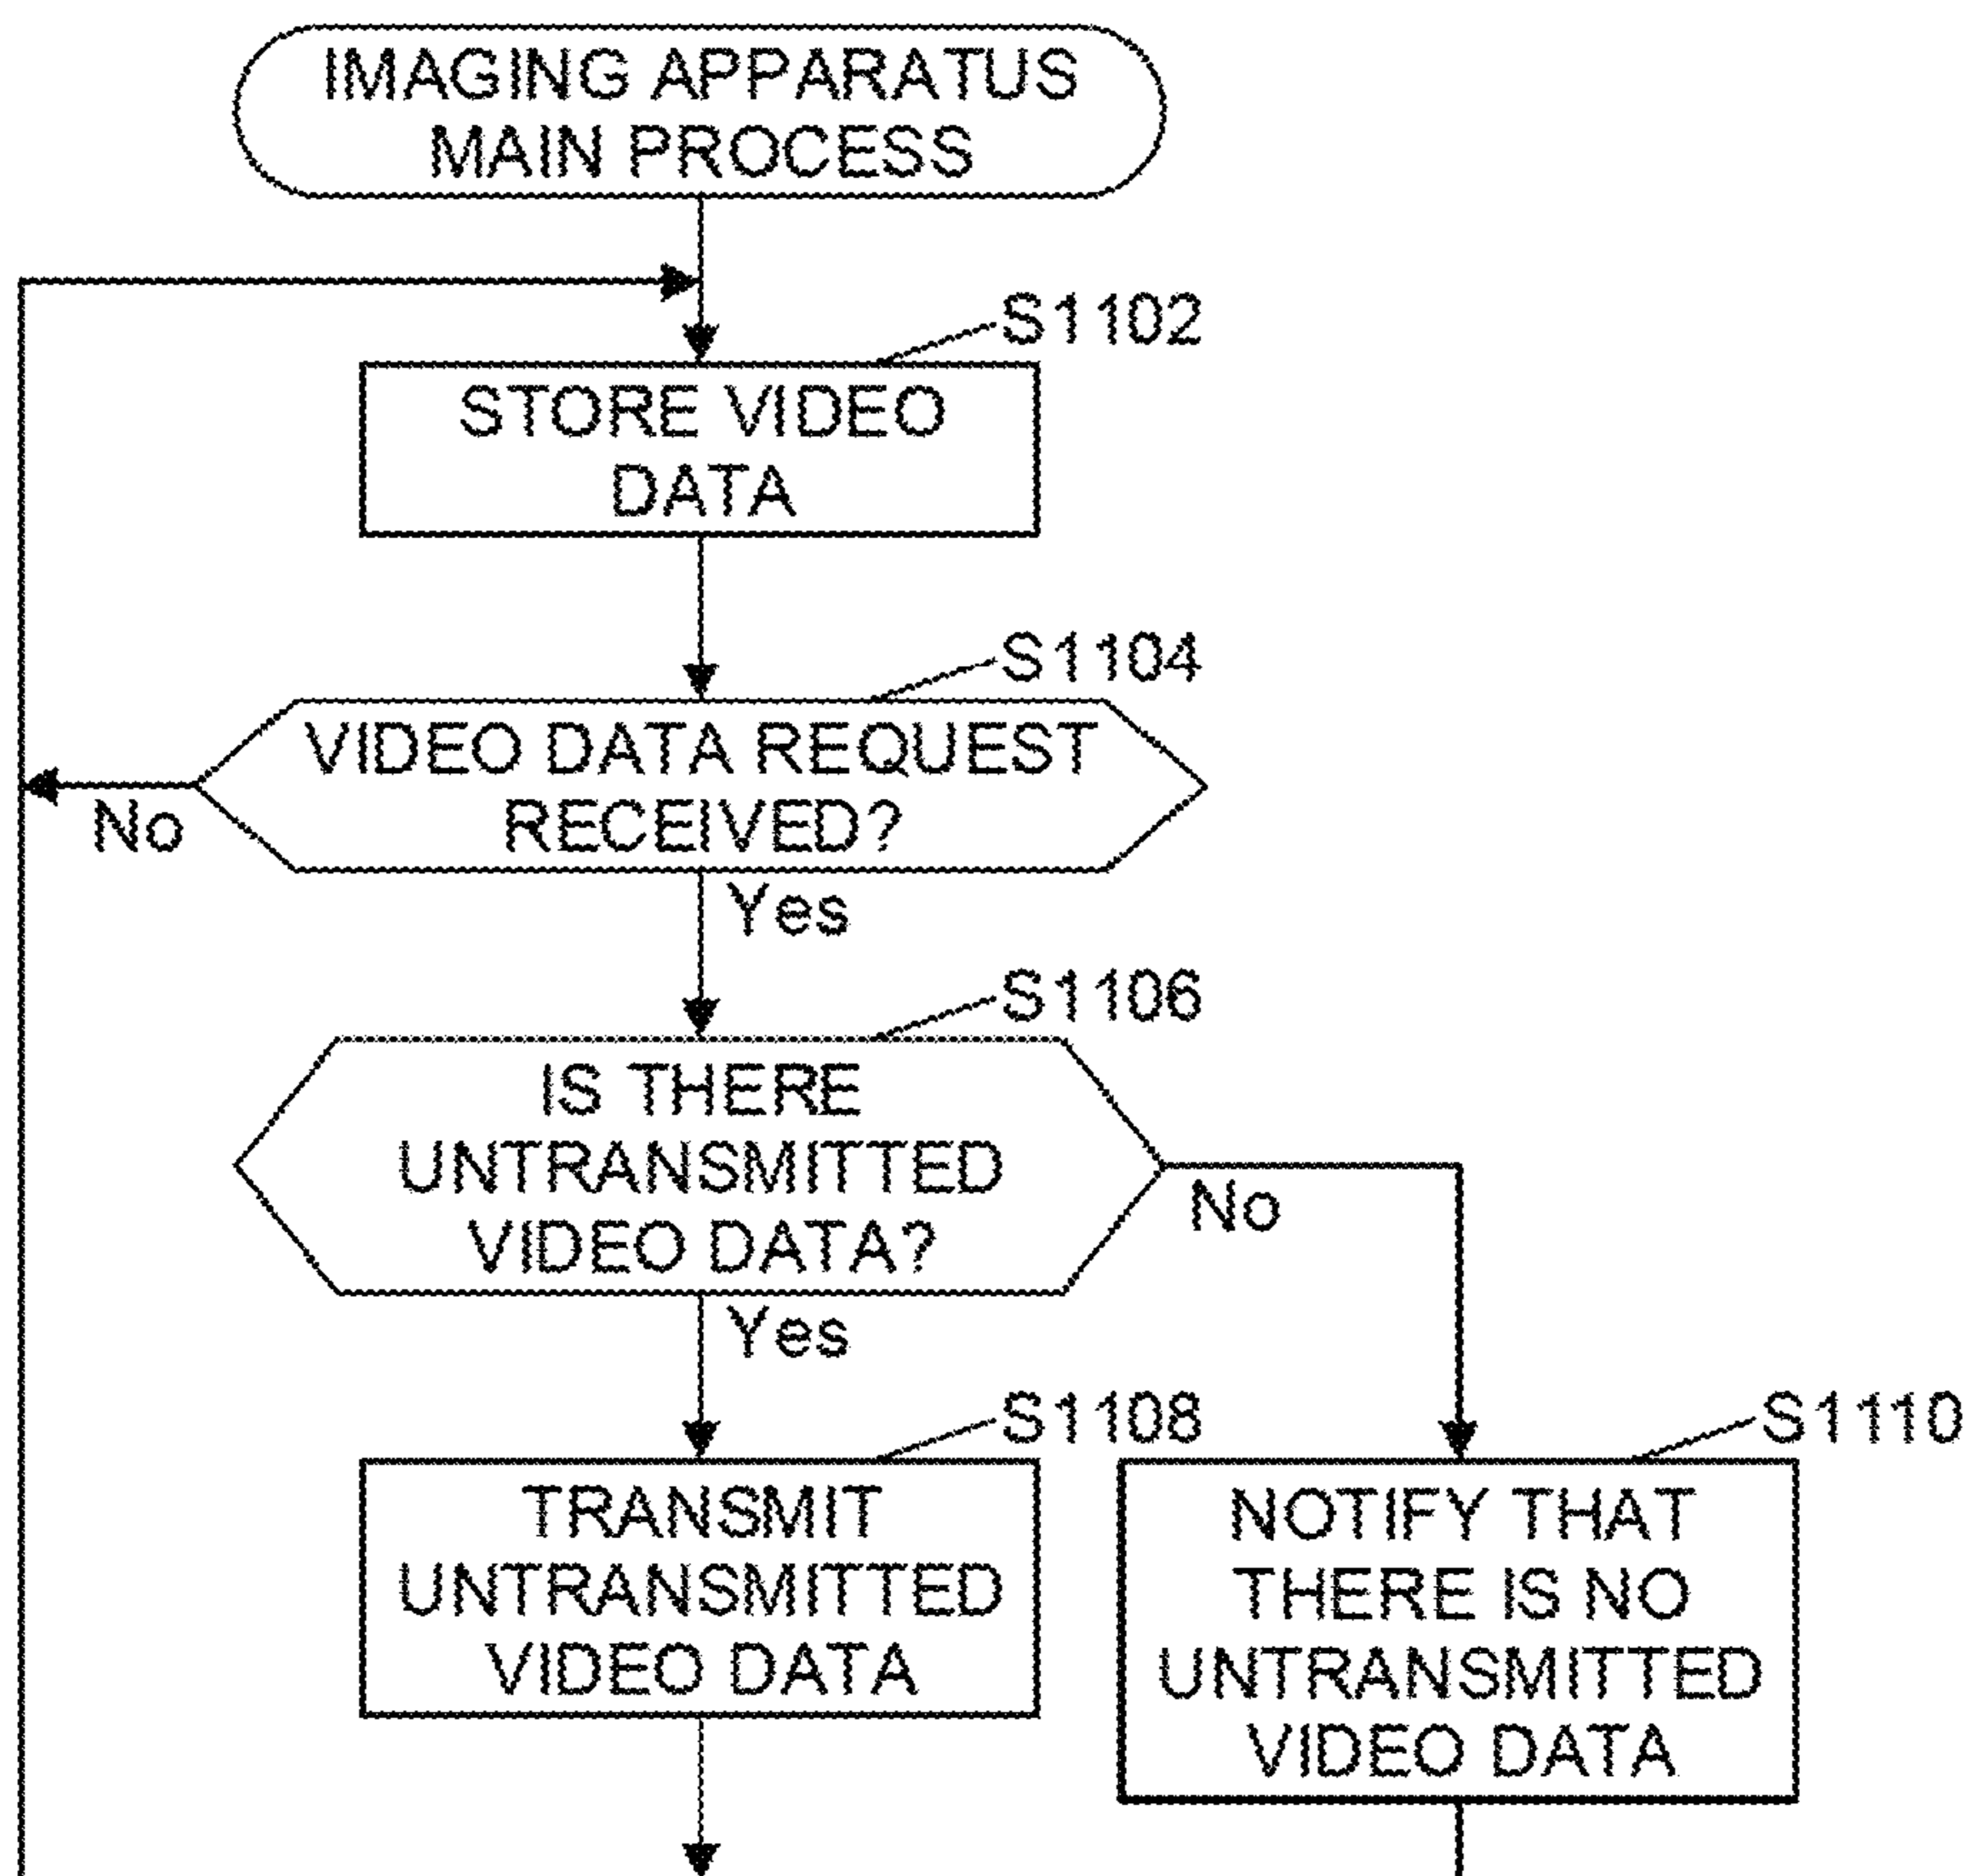 IMAGING APPARATUS
MAIN PROCESS
S1102
STORE VIDEO
DATA
S1104
VIDEO DATA REQUEST
RECEIVED?
No
Yes
S1106
IS THERE
UNTRANSMITTED
VIDEO DATA?
No
Yes
S1108
TRANSMIT
UNTRANSMITTED
VIDEO DATA
S1110
NOTIFY THAT
THERE IS NO
UNTRANSMITTED
VIDEO DATA